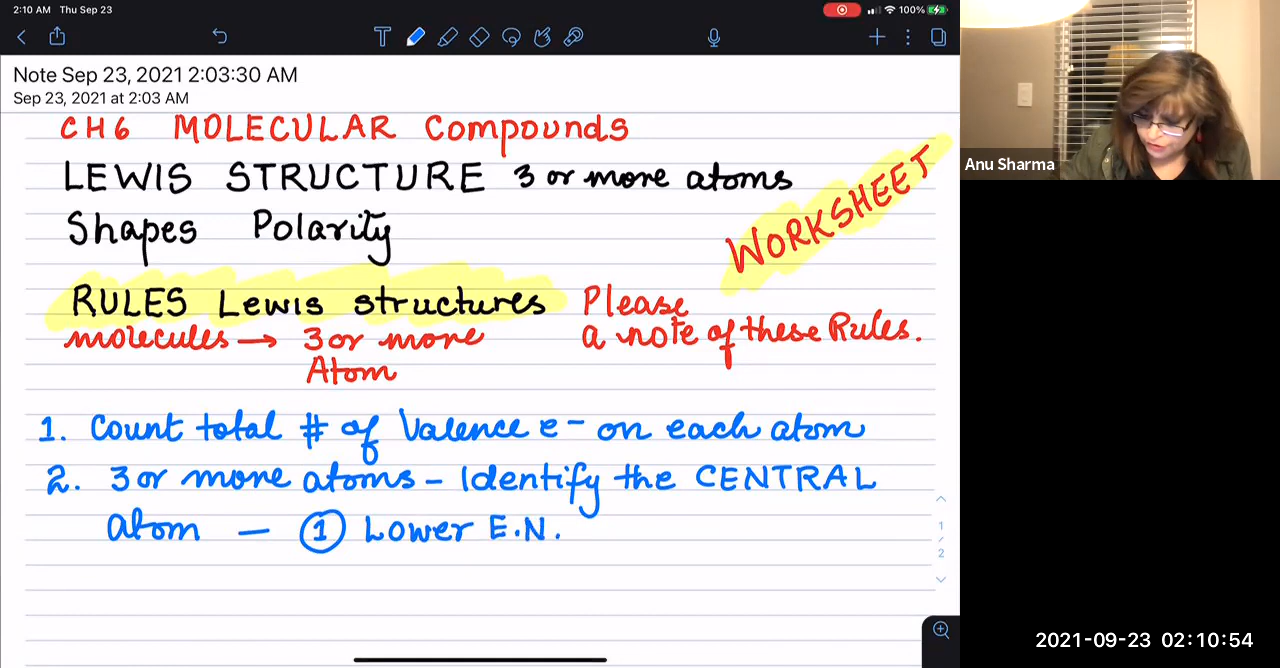 2:10 AM Thu Sep 23
100%
Note Sep 23, 2021 2:03:30 AM
Sep 23, 2021 at 2:03 AM
CH6 MOLECULAR Compounds
LEWIS STRUCTURE 3 or more atoms
Shapes Polarity
WORKSHEET
RULES Lewis structures
molecules → 3 or more
Atom
Please
a note of these Rules.
1. Count total # of Valence e- on each atom
2. 3 or more atoms - Identify the CENTRAL
atom — ① Lower E.N.
1
/
2
Anu Sharma
2021-09-23 02:10:54